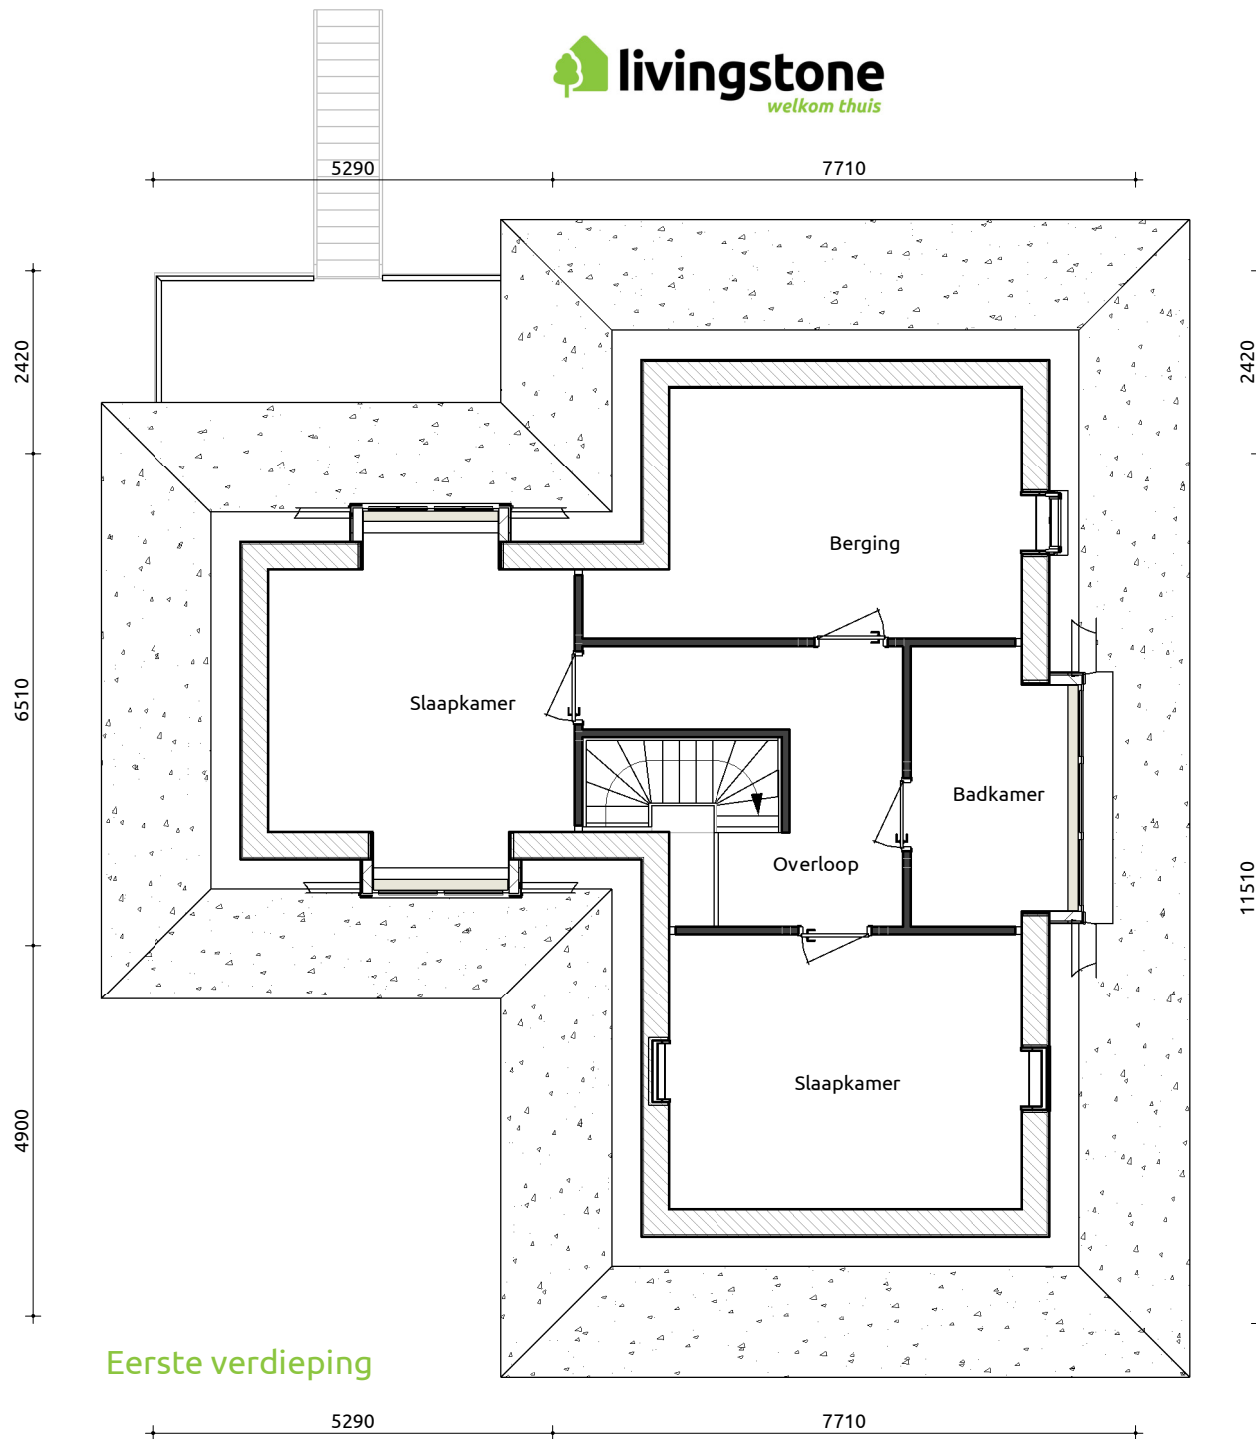 livingstone
welkom thuis
5290
7710
2420
2420
Berging
6510
Slaapkamer
Badkamer
Overloop
11510
4900
Slaapkamer
Eerste verdieping
5290
7710